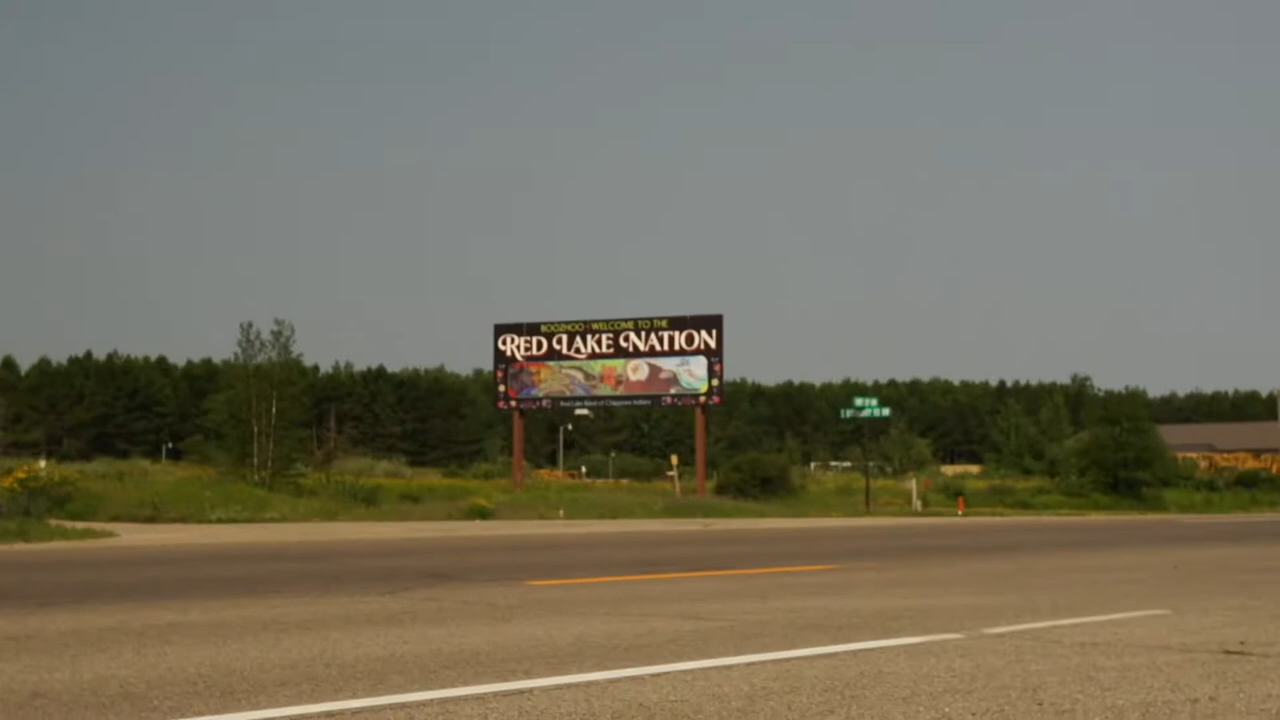 BOOZHOO - WELCOME TO THE
RED LAKE NATION
Red Lake Band of Chippewa Indians